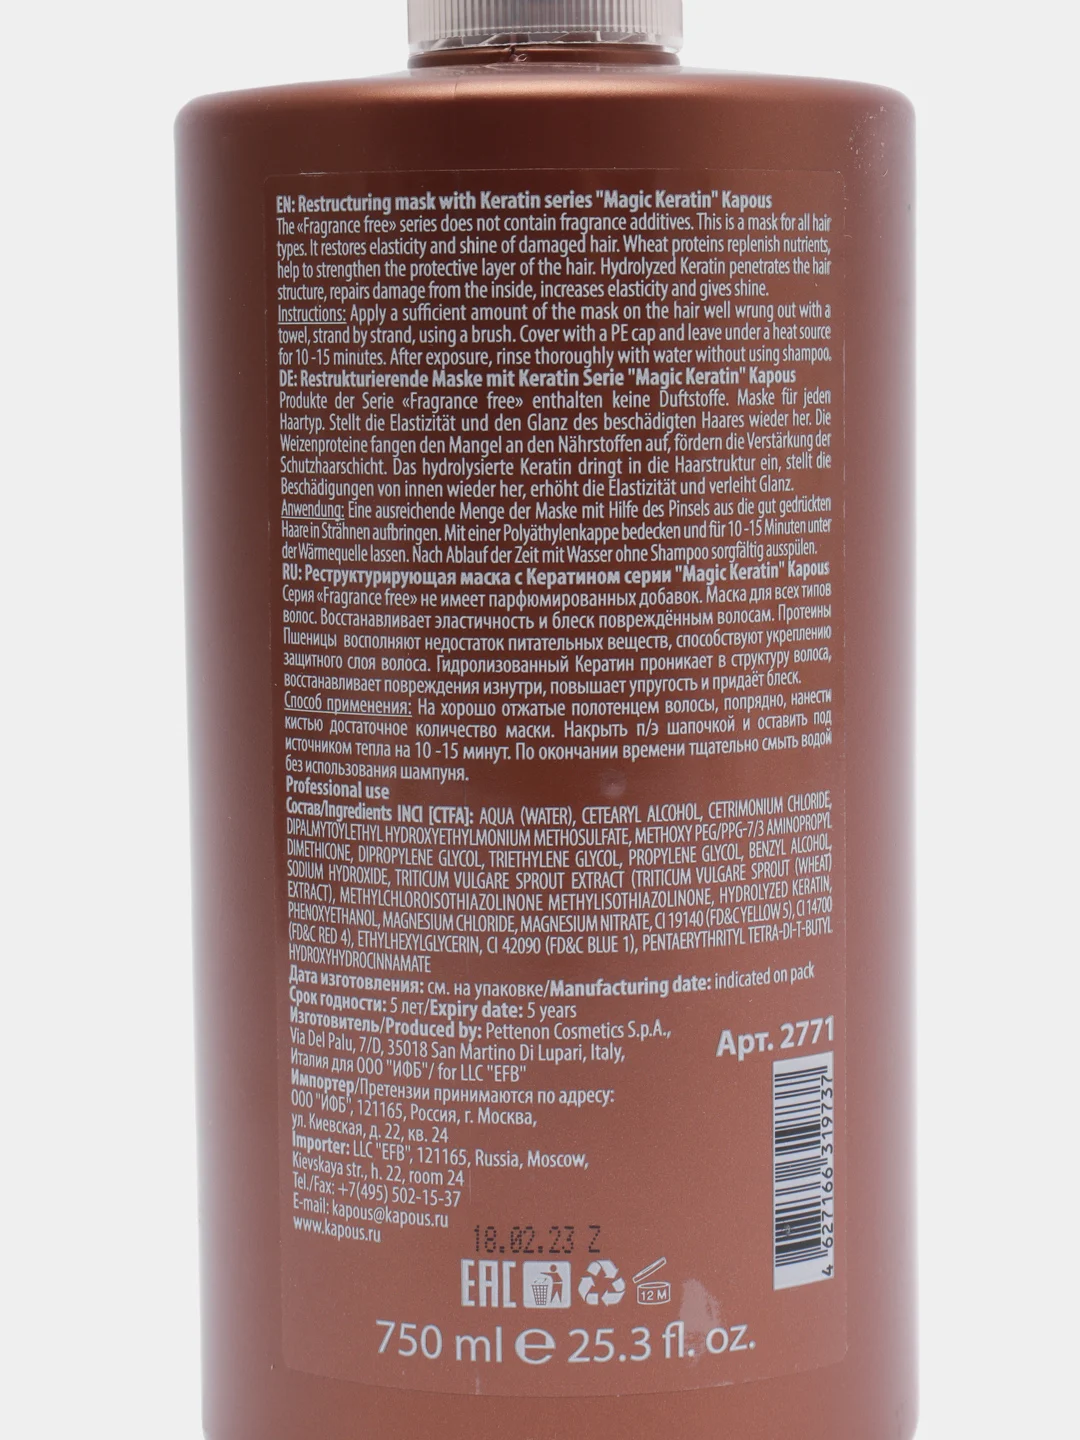 EN: Restructuring mask with Keratin series "Magic Keratin" Kapous
The «Fragrance free» series does not contain fragrance additives. This is a mask for all hair
types. It restores elasticity and shine of damaged hair. Wheat proteins replenish nutrients,
help to strengthen the protective layer of the hair. Hydrolyzed Keratin penetrates the hair
structure, repairs damage from the inside, increases elasticity and gives shine.
Instructions: Apply a sufficient amount of the mask on the hair well wrung out with a
towel, strand by strand, using a brush. Cover with a PE cap and leave under a heat source
for 10 -15 minutes. After exposure, rinse thoroughly with water without using shampoo.
DE: Restrukturierende Maske mit Keratin Serie "Magic Keratin" Kapous
Produkte der Serie «Fragrance free» enthalten keine Duftstoffe. Maske für jeden
Haartyp. Stellt die Elastizität und den Glanz des beschädigten Haares wieder her. Die
Weizenproteine fangen den Mangel an den Nährstoffen auf, fördern die Verstärkung der
Schutzhaarschicht. Das hydrolysierte Keratin dringt in die Haarstruktur ein, stellt die
Beschädigungen von innen wieder her, erhöht die Elastizität und verleiht Glanz.
Anwendung: Eine ausreichende Menge der Maske mit Hilfe des Pinsels aus die gut gedrückten
Haare in Strähnen aufbringen. Mit einer Polyäthylenkappe bedecken und für 10 -15 Minuten unter
der Wärmequelle lassen. Nach Ablauf der Zeit mit Wasser ohne Shampoo sorgfältig ausspülen.
RU: Реструктурирующая маска с Кератином серии "Magic Keratin" Kapous
Серия «Fragrance free» не имеет парфюмированных добавок. Маска для всех типов
волос. Восстанавливает эластичность и блеск повреждённым волосам. Протеины
Пшеницы восполняют недостаток питательных веществ, способствуют укреплению
защитного слоя волоса. Гидролизованный Кератин проникает в структуру волоса,
восстанавливает повреждения изнутри, повышает упругость и придаёт блеск.
Способ применения: На хорошо отжатые полотенцем волосы, попрядно, нанести
кистью достаточное количество маски. Накрыть п/э шапочкой и оставить под
источником тепла на 10 -15 минут. По окончании времени тщательно смыть водой
без использования шампуня.
Professional use
Состав/Ingredients INCI [CTFA]: AQUA (WATER), CETEARYL ALCOHOL, CETRIMONIUM CHLORIDE,
DIPALMYTOYLETHYL HYDROXYETHYLMONIUM METHOSULFATE, METHOXY PEG/PPG-7/3 AMINOPROPYL
DIMETHICONE, DIPROPYLENE GLYCOL, TRIETHYLENE GLYCOL, PROPYLENE GLYCOL, BENZYL ALCOHOL,
SODIUM HYDROXIDE, TRITICUM VULGARE SPROUT EXTRACT (TRITICUM VULGARE SPROUT (WHEAT)
EXTRACT), METHYLCHLOROISOTHIAZOLINONE METHYLISOTHIAZOLINONE, HYDROLYZED KERATIN,
PHENOXYETHANOL, MAGNESIUM CHLORIDE, MAGNESIUM NITRATE, CI 19140 (FD&C YELLOW 5), CI 14700
(FD&C RED 4), ETHYLHEXYLGLYCERIN, CI 42090 (FD&C BLUE 1), PENTAERYTHRITYL TETRA-DI-T-BUTYL
HYDROXYHYDROCINNAMATE
Дата изготовления: см. на упаковке/Manufacturing date: indicated on pack
Срок годности: 5 лет/Expiry date: 5 years
Изготовитель/Produced by: Pettenon Cosmetics S.p.A.,
Via Del Palu, 7/D, 35018 San Martino Di Lupari, Italy,
Италия для ООО "ИФБ"/ for LLC "EFB"
Импортер/Претензии принимаются по адресу:
ООО "ИФБ", 121165, Россия, г. Москва,
ул. Киевская, д. 22, кв. 24
Importer: LLC "EFB", 121165, Russia, Moscow,
Kievskaya str., h. 22, room 24
Tel./Fax: +7(495) 502-15-37
E-mail: kapous@kapous.ru
www.kapous.ru
Арт. 2771
4 627166 319737
18.02.23 Z
EAC
12 M
750 ml e 25.3 fl. oz.